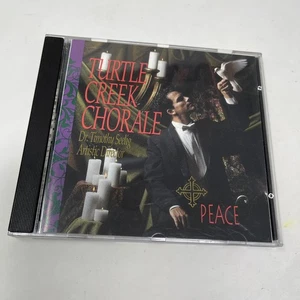 TURTLE
CREEK
CHORALE
Dr. Timothy Seelig
Artistic Director
PEACE